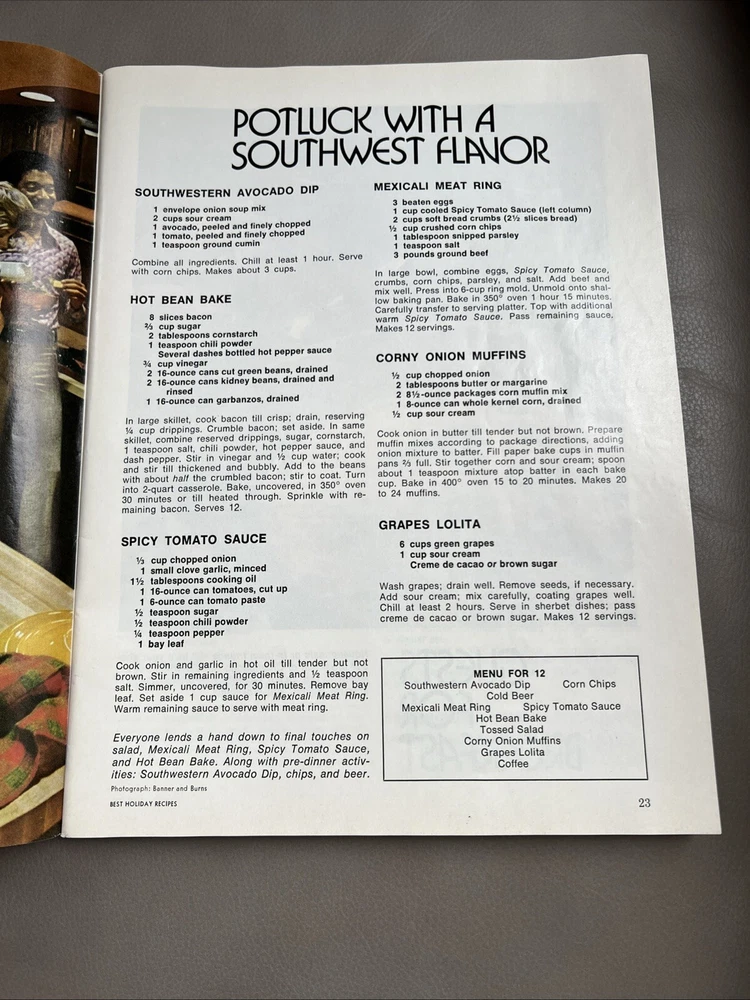 POTLUCK WITH A
SOUTHWEST FLAVOR
SOUTHWESTERN AVOCADO DIP
1 envelope onion soup mix
2 cups sour cream
1 avocado, peeled and finely chopped
1 tomato, peeled and finely chopped
1 teaspoon ground cumin
Combine all ingredients. Chill at least 1 hour. Serve
with corn chips. Makes about 3 cups.
HOT BEAN BAKE
8 slices bacon
⅔ cup sugar
2 tablespoons cornstarch
1 teaspoon chili powder
Several dashes bottled hot pepper sauce
¾ cup vinegar
2 16-ounce cans cut green beans, drained
2 16-ounce cans kidney beans, drained and
rinsed
1 16-ounce can garbanzos, drained
In large skillet, cook bacon till crisp; drain, reserving
¼ cup drippings. Crumble bacon; set aside. In same
skillet, combine reserved drippings, sugar, cornstarch,
1 teaspoon salt, chili powder, hot pepper sauce, and
dash pepper. Stir in vinegar and ½ cup water; cook
and stir till thickened and bubbly. Add to the beans
with about half the crumbled bacon; stir to coat. Turn
into 2-quart casserole. Bake, uncovered, in 350° oven
30 minutes or till heated through. Sprinkle with re-
maining bacon. Serves 12.
SPICY TOMATO SAUCE
½ cup chopped onion
1 small clove garlic, minced
1½ tablespoons cooking oil
1 16-ounce can tomatoes, cut up
1 6-ounce can tomato paste
½ teaspoon sugar
½ teaspoon chili powder
¼ teaspoon pepper
1 bay leaf
Cook onion and garlic in hot oil till tender but not
brown. Stir in remaining ingredients and ½ teaspoon
salt. Simmer, uncovered, for 30 minutes. Remove bay
leaf. Set aside 1 cup sauce for Mexicali Meat Ring.
Warm remaining sauce to serve with meat ring.
Everyone lends a hand down to final touches on
salad, Mexicali Meat Ring, Spicy Tomato Sauce,
and Hot Bean Bake. Along with pre-dinner activ-
ities: Southwestern Avocado Dip, chips, and beer.
Photograph: Banner and Burns
MEXICALI MEAT RING
3 beaten eggs
1 cup cooled Spicy Tomato Sauce (left column)
2 cups soft bread crumbs (2½ slices bread)
½ cup crushed corn chips
1 tablespoon snipped parsley
1 teaspoon salt
3 pounds ground beef
In large bowl, combine eggs, Spicy Tomato Sauce,
crumbs, corn chips, parsley, and salt. Add beef and
mix well. Press into 6-cup ring mold. Unmold onto shal-
low baking pan. Bake in 350° oven 1 hour 15 minutes.
Carefully transfer to serving platter. Top with additional
warm Spicy Tomato Sauce. Pass remaining sauce.
Makes 12 servings.
CORNY ONION MUFFINS
½ cup chopped onion
2 tablespoons butter or margarine
2 8½-ounce packages corn muffin mix
1 8-ounce can whole kernel corn, drained
½ cup sour cream
Cook onion in butter till tender but not brown. Prepare
muffin mixes according to package directions, adding
onion mixture to batter. Fill paper bake cups in muffin
pans ⅔ full. Stir together corn and sour cream; spoon
about 1 teaspoon mixture atop batter in each bake
cup. Bake in 400° oven 15 to 20 minutes. Makes 20
to 24 muffins.
GRAPES LOLITA
6 cups green grapes
1 cup sour cream
Creme de cacao or brown sugar
Wash grapes; drain well. Remove seeds, if necessary.
Add sour cream; mix carefully, coating grapes well.
Chill at least 2 hours. Serve in sherbet dishes; pass
creme de cacao or brown sugar. Makes 12 servings.
MENU FOR 12
Southwestern Avocado Dip Corn Chips
Cold Beer
Mexicali Meat Ring Spicy Tomato Sauce
Hot Bean Bake
Tossed Salad
Corny Onion Muffins
Grapes Lolita
Coffee
BEST HOLIDAY RECIPES
23